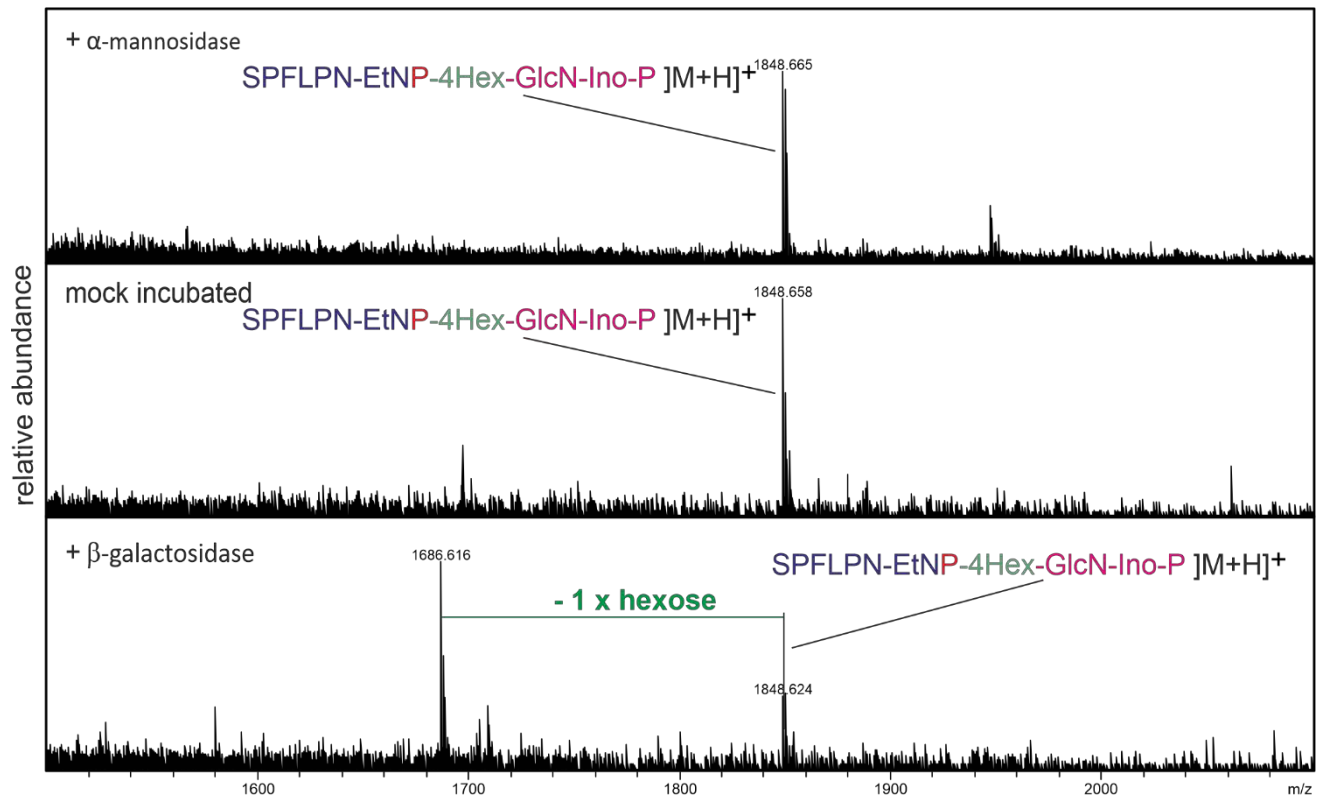 + α-mannosidase
SPFLPN-EtNP-4Hex-GlcN-Ino-P ]M+H]+
1848.665
mock incubated
SPFLPN-EtNP-4Hex-GlcN-Ino-P ]M+H]+
1848.658
+ β-galactosidase
SPFLPN-EtNP-4Hex-GlcN-Ino-P ]M+H]+
1686.616
- 1 x hexose
1848.624
relative abundance
1600 1700 1800 1900 2000 m/z